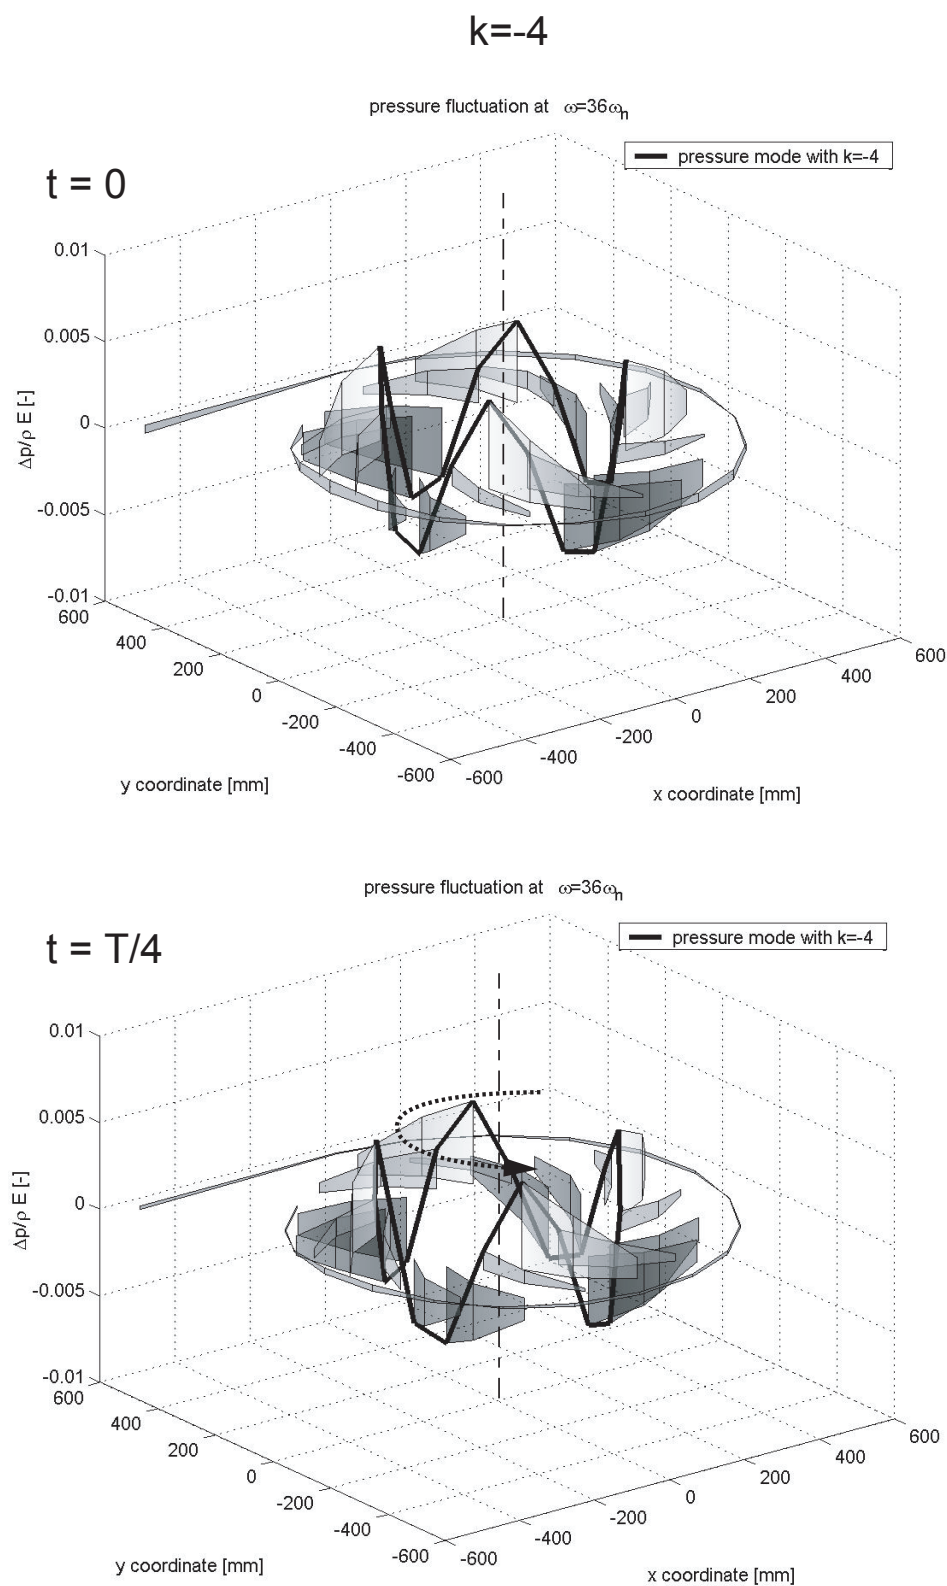 k=-4
pressure fluctuation at ω=36ωn
pressure mode with k=-4
t = 0
0.01
0.005
0
-0.005
-0.01
Δp/ρ E [-]
600
400
200
0
-200
-400
-600
y coordinate [mm]
-600
-400
-200
0
200
400
600
x coordinate [mm]
pressure fluctuation at ω=36ωn
pressure mode with k=-4
t = T/4
0.01
0.005
0
-0.005
-0.01
Δp/ρ E [-]
600
400
200
0
-200
-400
-600
y coordinate [mm]
-600
-400
-200
0
200
400
600
x coordinate [mm]